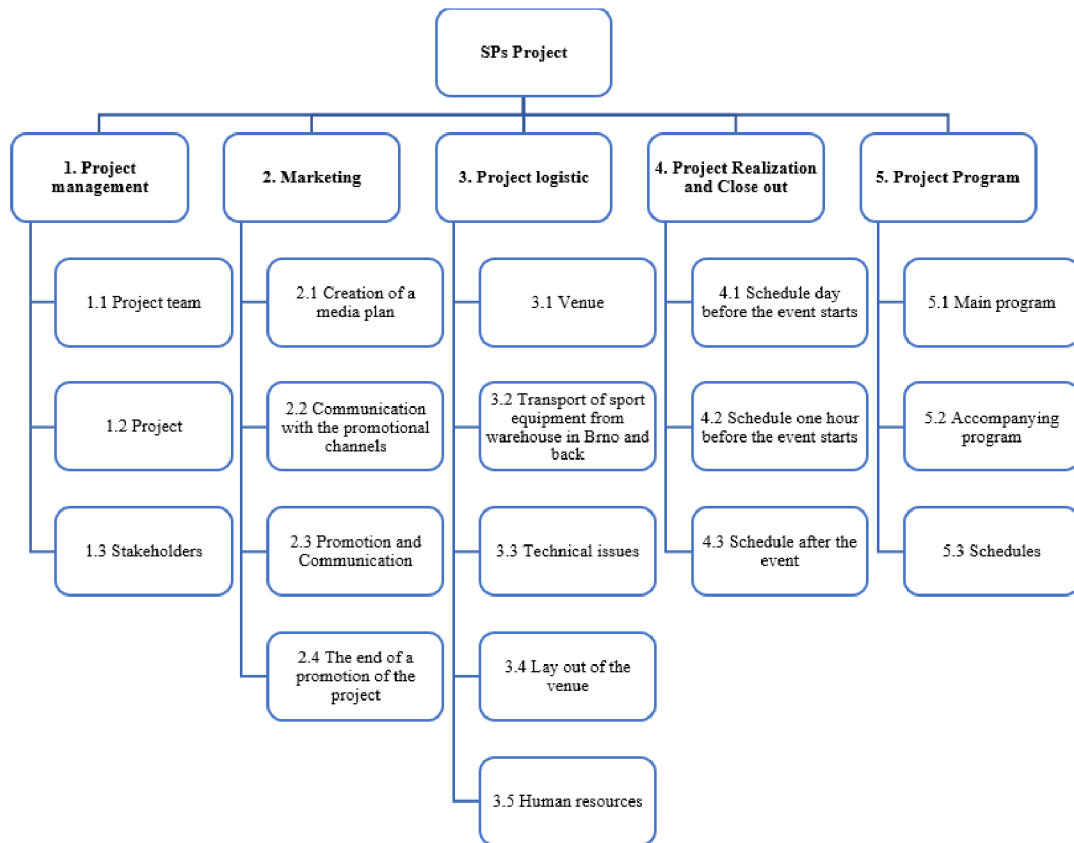 SPs Project
1. Project
management
2. Marketing
3. Project logistic
4. Project Realization
and Close out
5. Project Program
1.1 Project team
1.2 Project
1.3 Stakeholders
2.1 Creation of a
media plan
2.2 Communication
with the promotional
channels
2.3 Promotion and
Communication
2.4 The end of a
promotion of the
project
3.1 Venue
3.2 Transport of sport
equipment from
warehouse in Brno and
back
3.3 Technical issues
3.4 Lay out of the
venue
3.5 Human resources
4.1 Schedule day
before the event starts
4.2 Schedule one hour
before the event starts
4.3 Schedule after the
event
5.1 Main program
5.2 Accompanying
program
5.3 Schedules